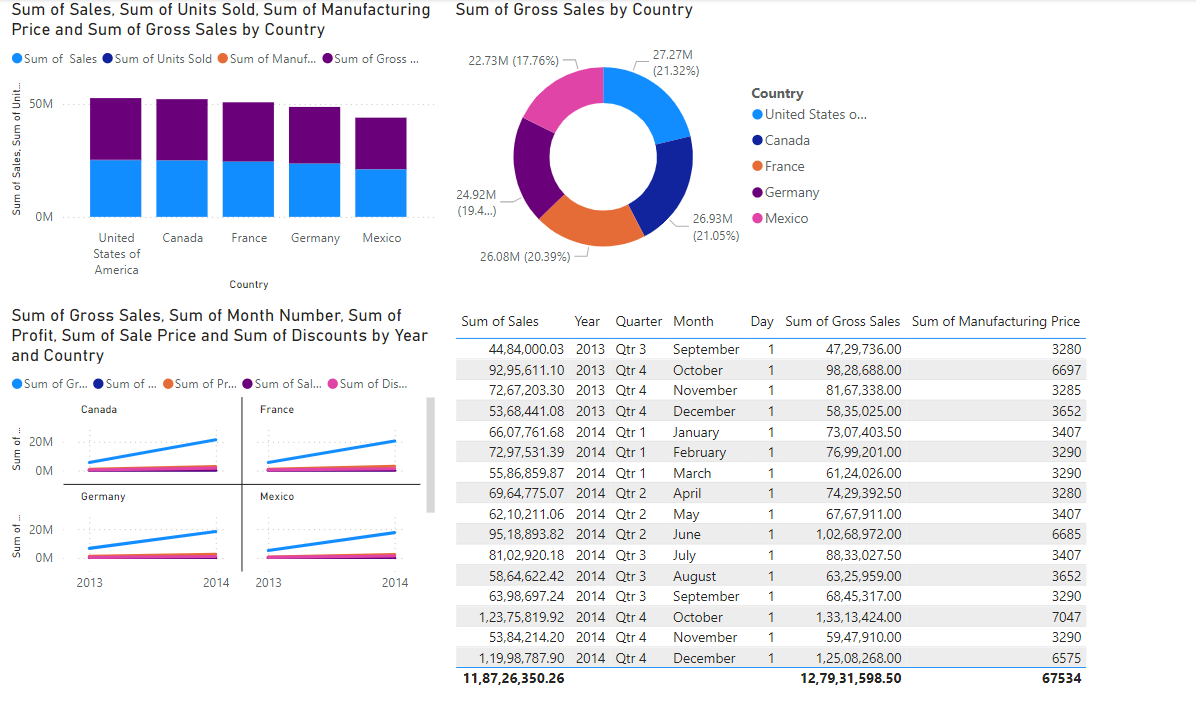 Sum of Sales, Sum of Units Sold, Sum of Manufacturing
Price and Sum of Gross Sales by Country
Sum of  Sales Sum of Units Sold Sum of Manuf... Sum of Gross ...
Sum of Sales, Sum of Unit...
50M
0M
United States of America Canada France Germany Mexico
Country
Sum of Gross Sales by Country
22.73M (17.76%)
27.27M
(21.32%)
24.92M
(19.4...)
26.93M
(21.05%)
26.08M (20.39%)
Country
United States o...
Canada
France
Germany
Mexico
Sum of Gross Sales, Sum of Month Number, Sum of
Profit, Sum of Sale Price and Sum of Discounts by Year
and Country
Sum of Gr... Sum of ... Sum of Pr... Sum of Sal... Sum of Dis...
Canada France
Sum of ...
20M
0M
Germany Mexico
Sum of ...
20M
0M
2013 2014 2013 2014
Sum of Sales Year Quarter Month Day Sum of Gross Sales Sum of Manufacturing Price
44,84,000.03 2013 Qtr 3 September 1 47,29,736.00 3280
92,95,611.10 2013 Qtr 4 October 1 98,28,688.00 6697
72,67,203.30 2013 Qtr 4 November 1 81,67,338.00 3285
53,68,441.08 2013 Qtr 4 December 1 58,35,025.00 3652
66,07,761.68 2014 Qtr 1 January 1 73,07,403.50 3407
72,97,531.39 2014 Qtr 1 February 1 76,99,201.00 3290
55,86,859.87 2014 Qtr 1 March 1 61,24,026.00 3290
69,64,775.07 2014 Qtr 2 April 1 74,29,392.50 3280
62,10,211.06 2014 Qtr 2 May 1 67,67,911.00 3407
95,18,893.82 2014 Qtr 2 June 1 1,02,68,972.00 6685
81,02,920.18 2014 Qtr 3 July 1 88,33,027.50 3407
58,64,622.42 2014 Qtr 3 August 1 63,25,959.00 3652
63,98,697.24 2014 Qtr 3 September 1 68,45,317.00 3290
1,23,75,819.92 2014 Qtr 4 October 1 1,33,13,424.00 7047
53,84,214.20 2014 Qtr 4 November 1 59,47,910.00 3290
1,19,98,787.90 2014 Qtr 4 December 1 1,25,08,268.00 6575
11,87,26,350.26 12,79,31,598.50 67534